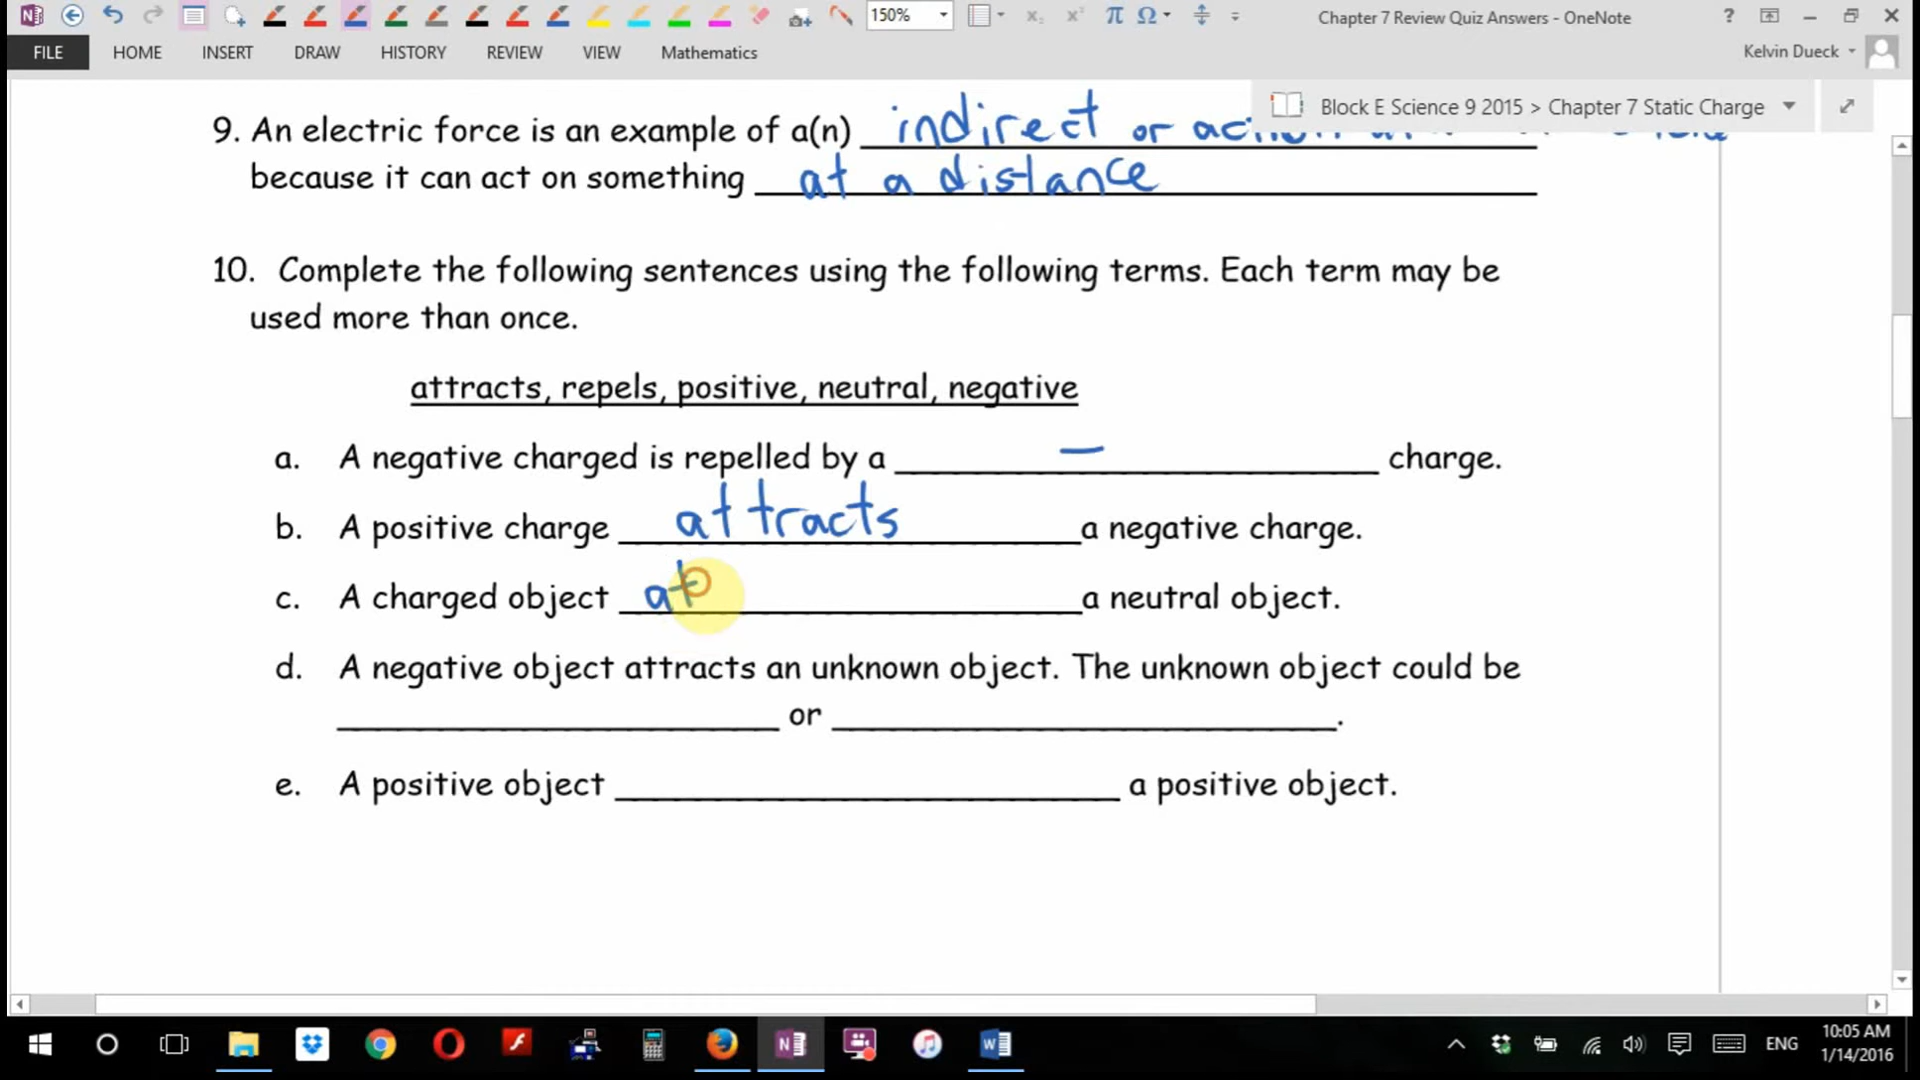 150%
Chapter 7 Review Quiz Answers - OneNote
FILE HOME INSERT DRAW HISTORY REVIEW VIEW Mathematics
Kelvin Dueck
Block E Science 9 2015 > Chapter 7 Static Charge
9. An electric force is an example of a(n) indirect or action
because it can act on something at a distance
10. Complete the following sentences using the following terms. Each term may be
used more than once.
attracts, repels, positive, neutral, negative
a. A negative charged is repelled by a — charge.
b. A positive charge attracts a negative charge.
c. A charged object at a neutral object.
d. A negative object attracts an unknown object. The unknown object could be
or .
e. A positive object a positive object.
ENG
10:05 AM
1/14/2016